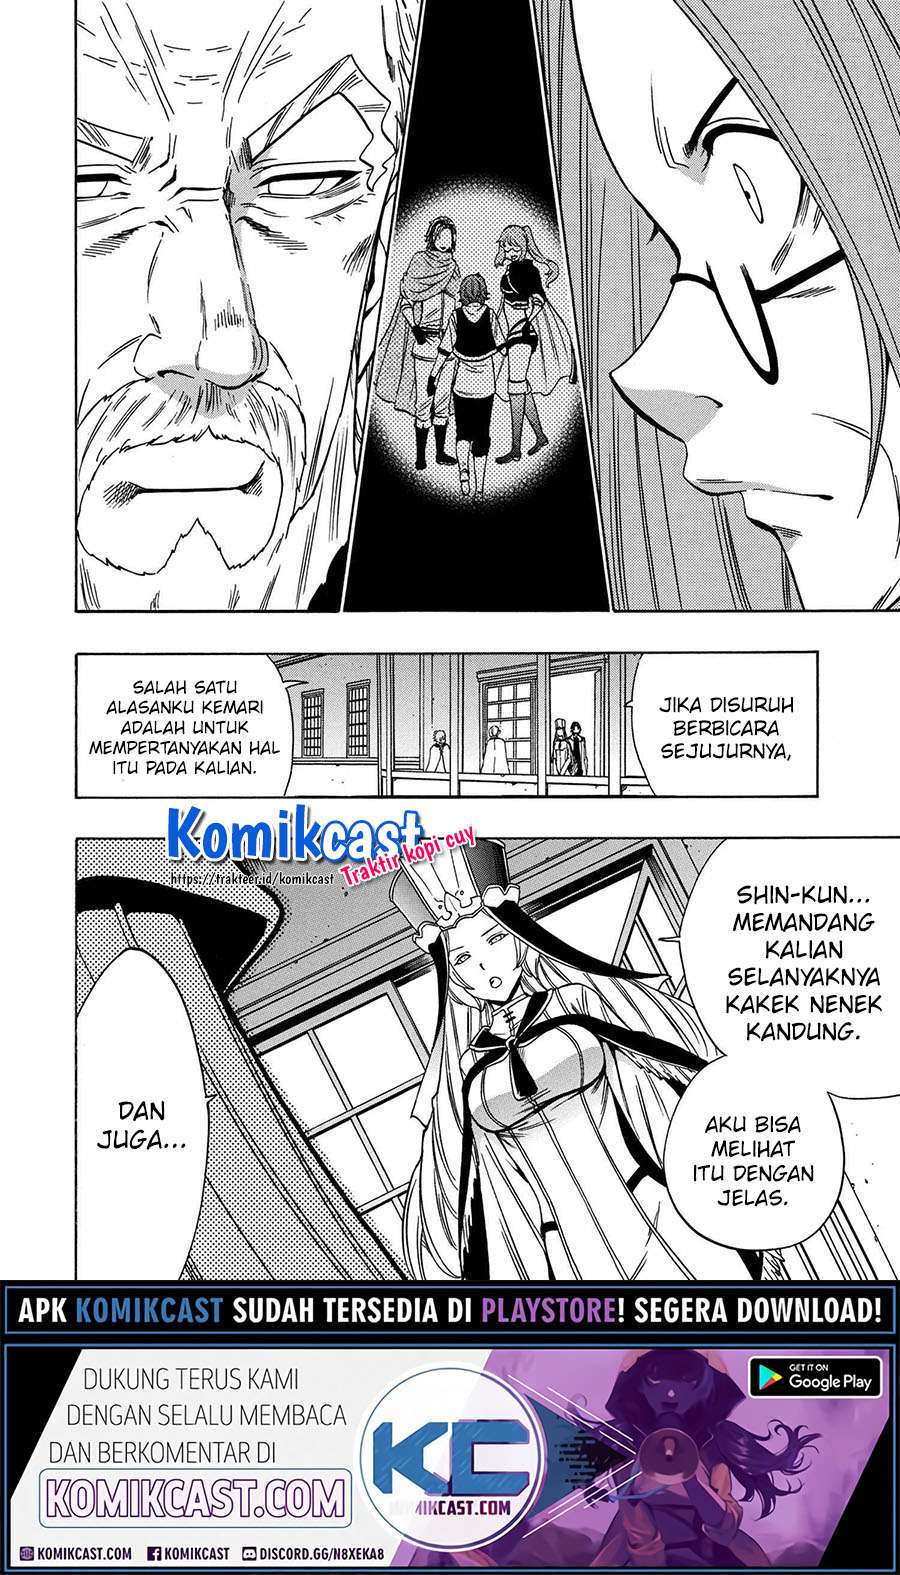 JIKA DISURUH
BERBICARA
SEJUJURNYA,
SALAH SATU
ALASANKU KEMARI
ADALAH UNTUK
MEMPERTANYAKAN HAL
ITU PADA KALIAN.
Komikcast
Traktir kopi cuy
https://trakteer.id/komikcast
SHIN-KUN...
MEMANDANG
KALIAN
SELANYAKNYA
KAKEK NENEK
KANDUNG.
AKU BISA
MELIHAT
ITU DENGAN
JELAS.
DAN
JUGA...
APK KOMIKCAST SUDAH TERSEDIA DI PLAYSTORE! SEGERA DOWNLOAD!
DUKUNG TERUS KAMI
DENGAN SELALU MEMBACA
DAN BERKOMENTAR DI
KOMIKCAST.COM
KC
KOMIKCAST.COM
GET IT ON
Google Play
KOMIKCAST.COM KOMIKCAST DISCORD.GG/N8XEKA8